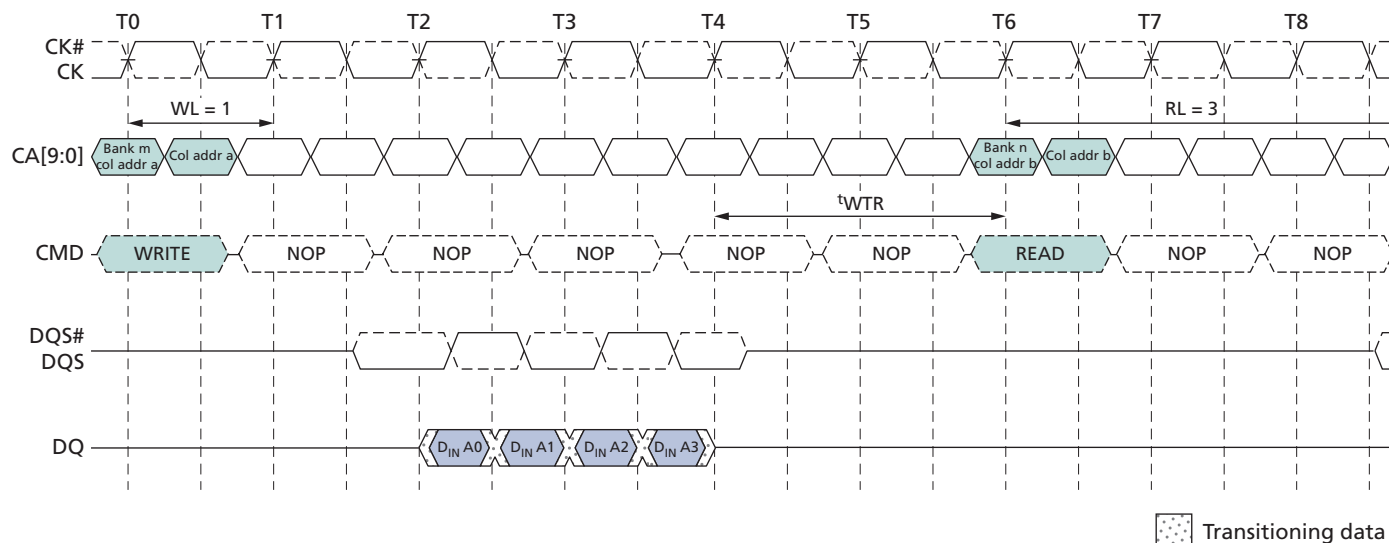 T0 T1 T2 T3 T4 T5 T6 T7 T8
CK#
CK
WL = 1
RL = 3
CA[9:0]
Bank m
col addr a
Col addr a
Bank n
col addr b
Col addr b
tWTR
CMD
WRITE NOP NOP NOP NOP NOP READ NOP NOP
DQS#
DQS
DQ
DIN A0 DIN A1 DIN A2 DIN A3
Transitioning data